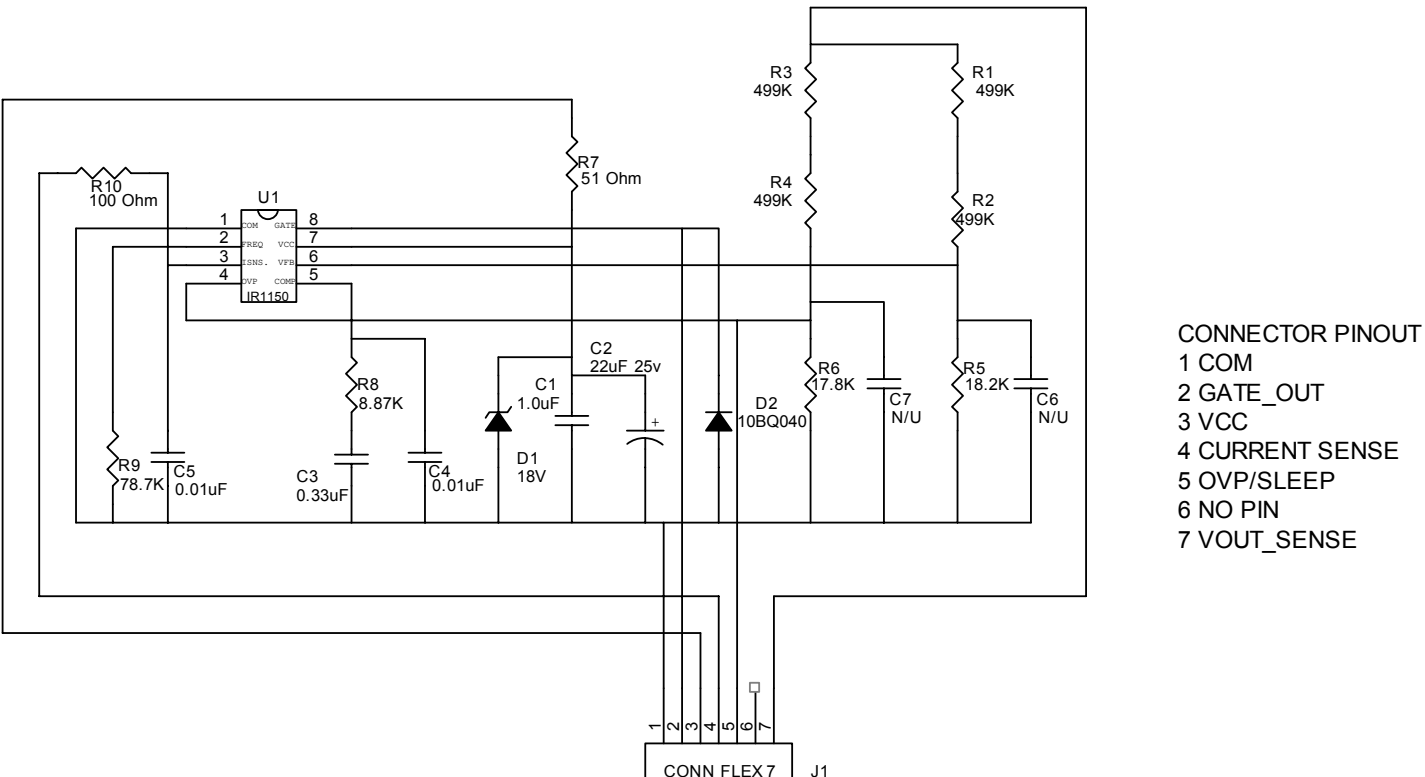 R3
499K
R1
499K
R7
51 Ohm
R10
100 Ohm
R4
499K
R2
499K
U1
1
2
3
4
COM
FREQ
ISNS.
OVP
GATE
VCC
VFB
COMP
8
7
6
5
IR1150
CONNECTOR PINOUT
1 COM
2 GATE_OUT
3 VCC
4 CURRENT SENSE
5 OVP/SLEEP
6 NO PIN
7 VOUT_SENSE
C2
22uF 25v
C1
1.0uF
R8
8.87K
R6
17.8K
R5
18.2K
C7
N/U
C6
N/U
D2
10BQ040
+
R9
78.7K
C5
0.01uF
C3
0.33uF
C4
0.01uF
D1
18V
1
2
3
4
5
6
7
CONN FLEX 7
J1